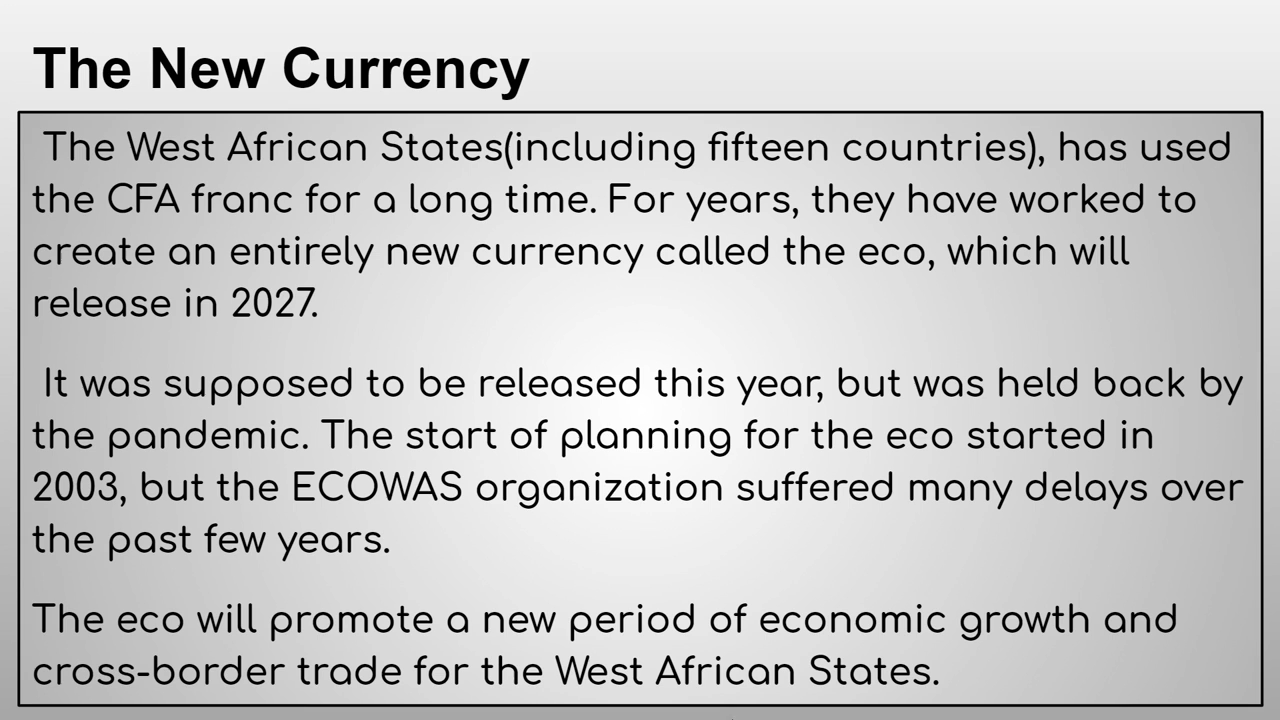 The New Currency
The West African States(including fifteen countries), has used
the CFA franc for a long time. For years, they have worked to
create an entirely new currency called the eco, which will
release in 2027.
It was supposed to be released this year, but was held back by
the pandemic. The start of planning for the eco started in
2003, but the ECOWAS organization suffered many delays over
the past few years.
The eco will promote a new period of economic growth and
cross-border trade for the West African States.